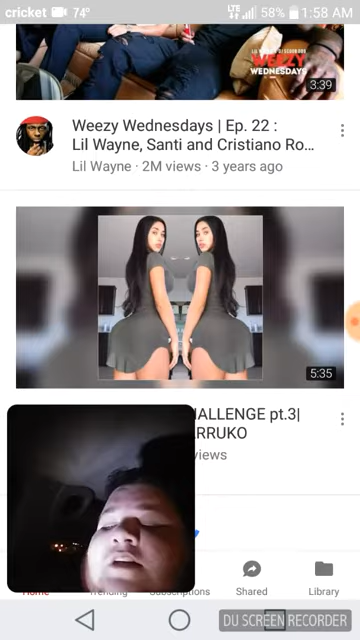 cricket 74° LTE 58% 1:58 AM
WEEZY
WEDNESDAYS
3:39
Weezy Wednesdays | Ep. 22 :
Lil Wayne, Santi and Cristiano Ro...
Lil Wayne · 2M views · 3 years ago
5:35
HALLENGE pt.3|
ARRUKO
views
Home Trending Subscriptions Shared Library
DU SCREEN RECORDER